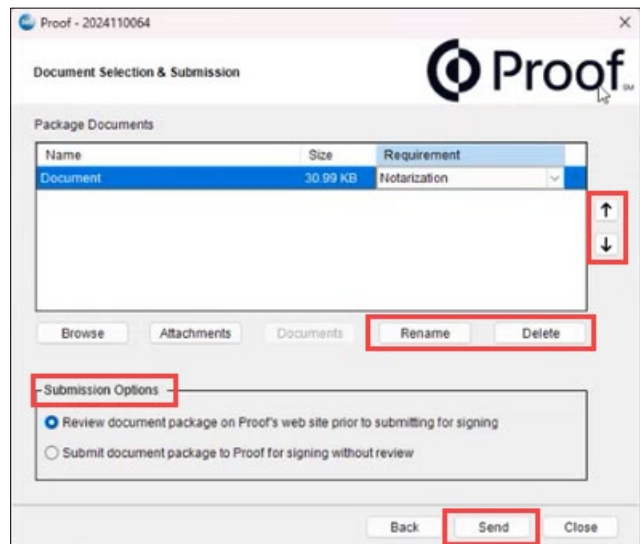 Proof - 2024110064
Document Selection & Submission
Proof SM
Package Documents
Name Size Requirement
Document 30.99 KB Notarization
Browse Attachments Documents Rename Delete
Submission Options
Review document package on Proof's web site prior to submitting for signing
Submit document package to Proof for signing without review
Back Send Close